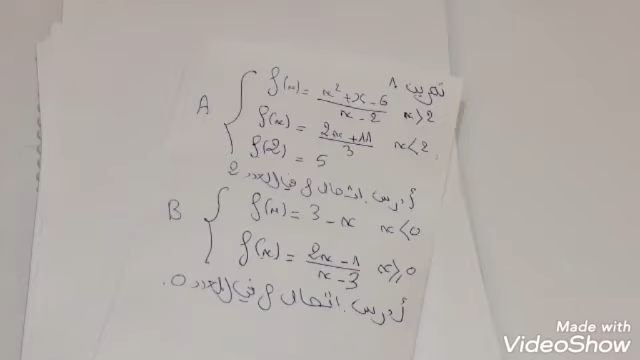 تمرين 1
A
f(x) = (x² + x - 6)/(x - 2) x > 2
f(x) = (2x + 11)/3 x < 2,
f(2) = 5
أدرس اتصال f في العدد 2
B
f(x) = 3 - x x < 0
f(x) = (2x - 1)/(x - 3) x ≥ 0
أدرس اتصال f في العدد 0.
Made with
VideoShow